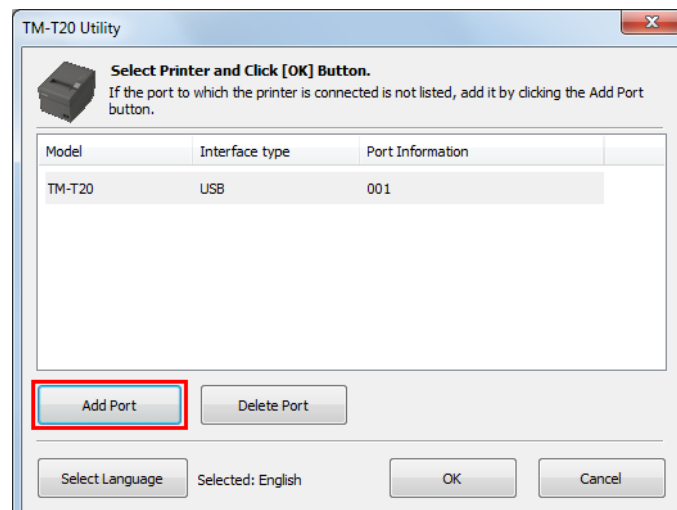 TM-T20 Utility
Select Printer and Click [OK] Button.
If the port to which the printer is connected is not listed, add it by clicking the Add Port
button.
Model Interface type Port Information
TM-T20 USB 001
Add Port Delete Port
Select Language Selected: English OK Cancel